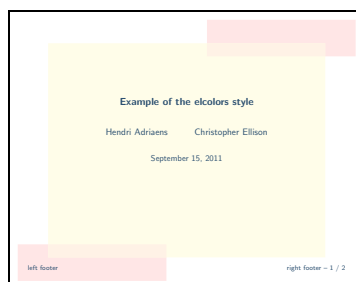 Example of the elcolors style
Hendri Adriaens Christopher Ellison
September 15, 2011
left footer right footer – 1 / 2